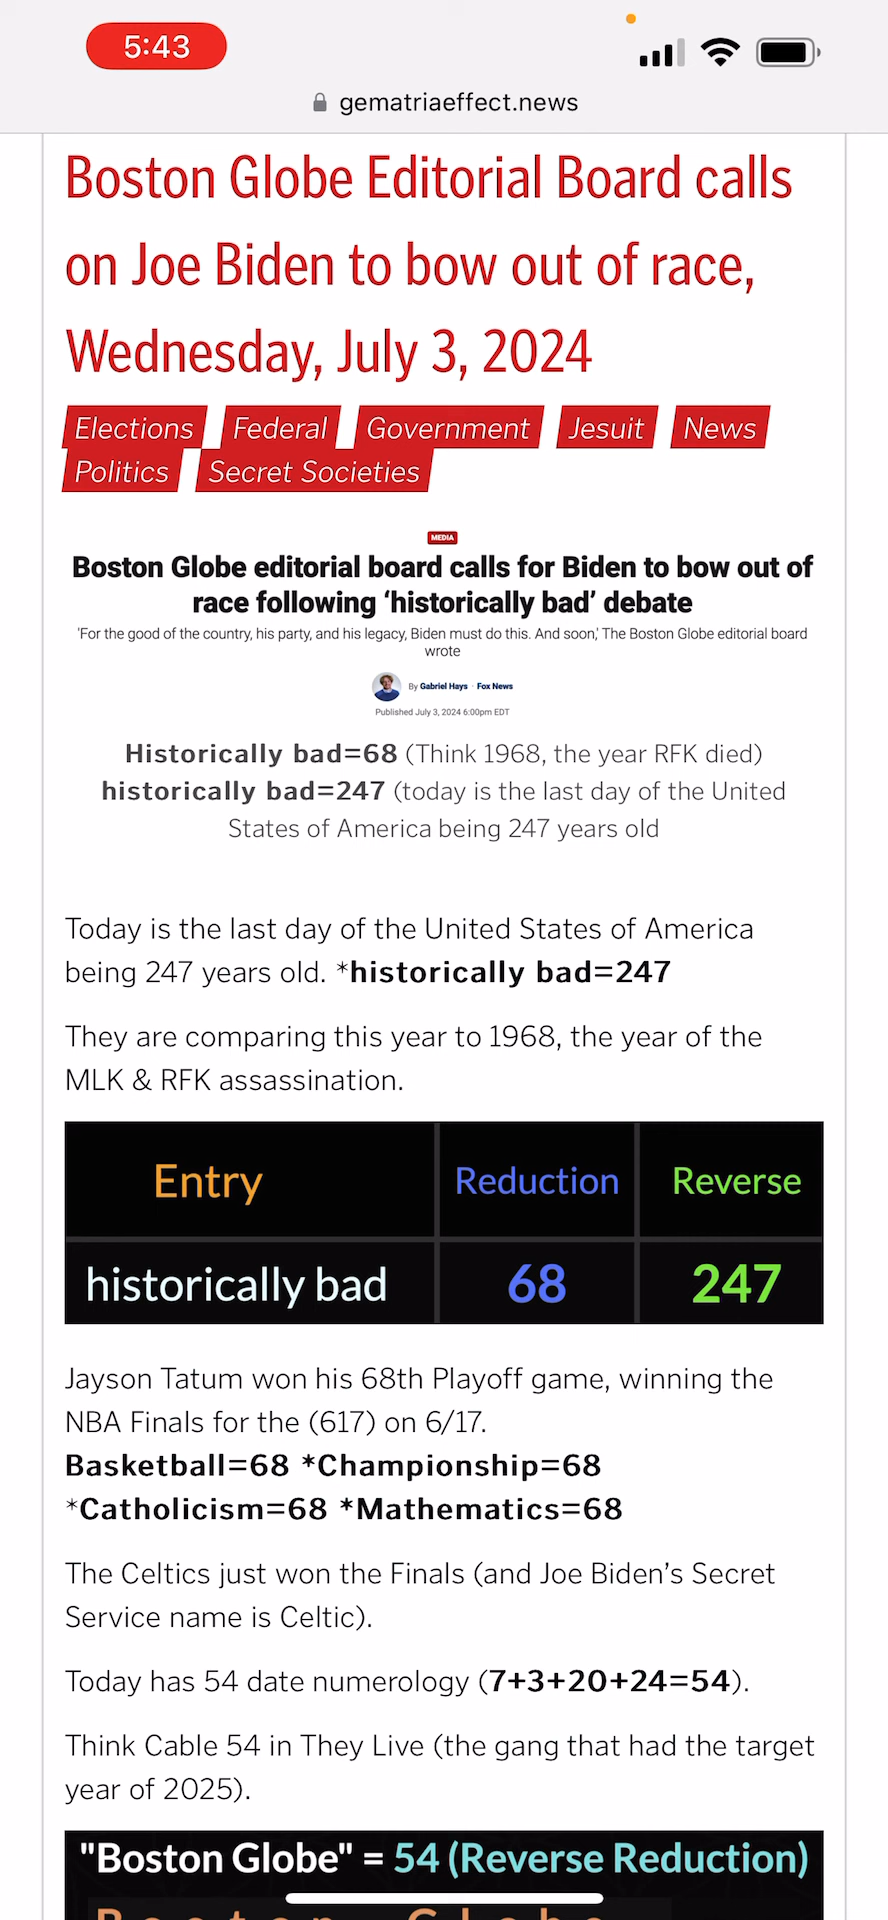 5:43
gematriaeffect.news
Boston Globe Editorial Board calls
on Joe Biden to bow out of race,
Wednesday, July 3, 2024
Elections Federal Government Jesuit News
Politics Secret Societies
MEDIA
Boston Globe editorial board calls for Biden to bow out of
race following ‘historically bad’ debate
'For the good of the country, his party, and his legacy, Biden must do this. And soon,' The Boston Globe editorial board
wrote
By Gabriel Hays · Fox News
Published July 3, 2024 6:00pm EDT
Historically bad=68 (Think 1968, the year RFK died)
historically bad=247 (today is the last day of the United
States of America being 247 years old
Today is the last day of the United States of America
being 247 years old. *historically bad=247
They are comparing this year to 1968, the year of the
MLK & RFK assassination.
Entry Reduction Reverse
historically bad 68 247
Jayson Tatum won his 68th Playoff game, winning the
NBA Finals for the (617) on 6/17.
Basketball=68 *Championship=68
*Catholicism=68 *Mathematics=68
The Celtics just won the Finals (and Joe Biden’s Secret
Service name is Celtic).
Today has 54 date numerology (7+3+20+24=54).
Think Cable 54 in They Live (the gang that had the target
year of 2025).
"Boston Globe" = 54 (Reverse Reduction)